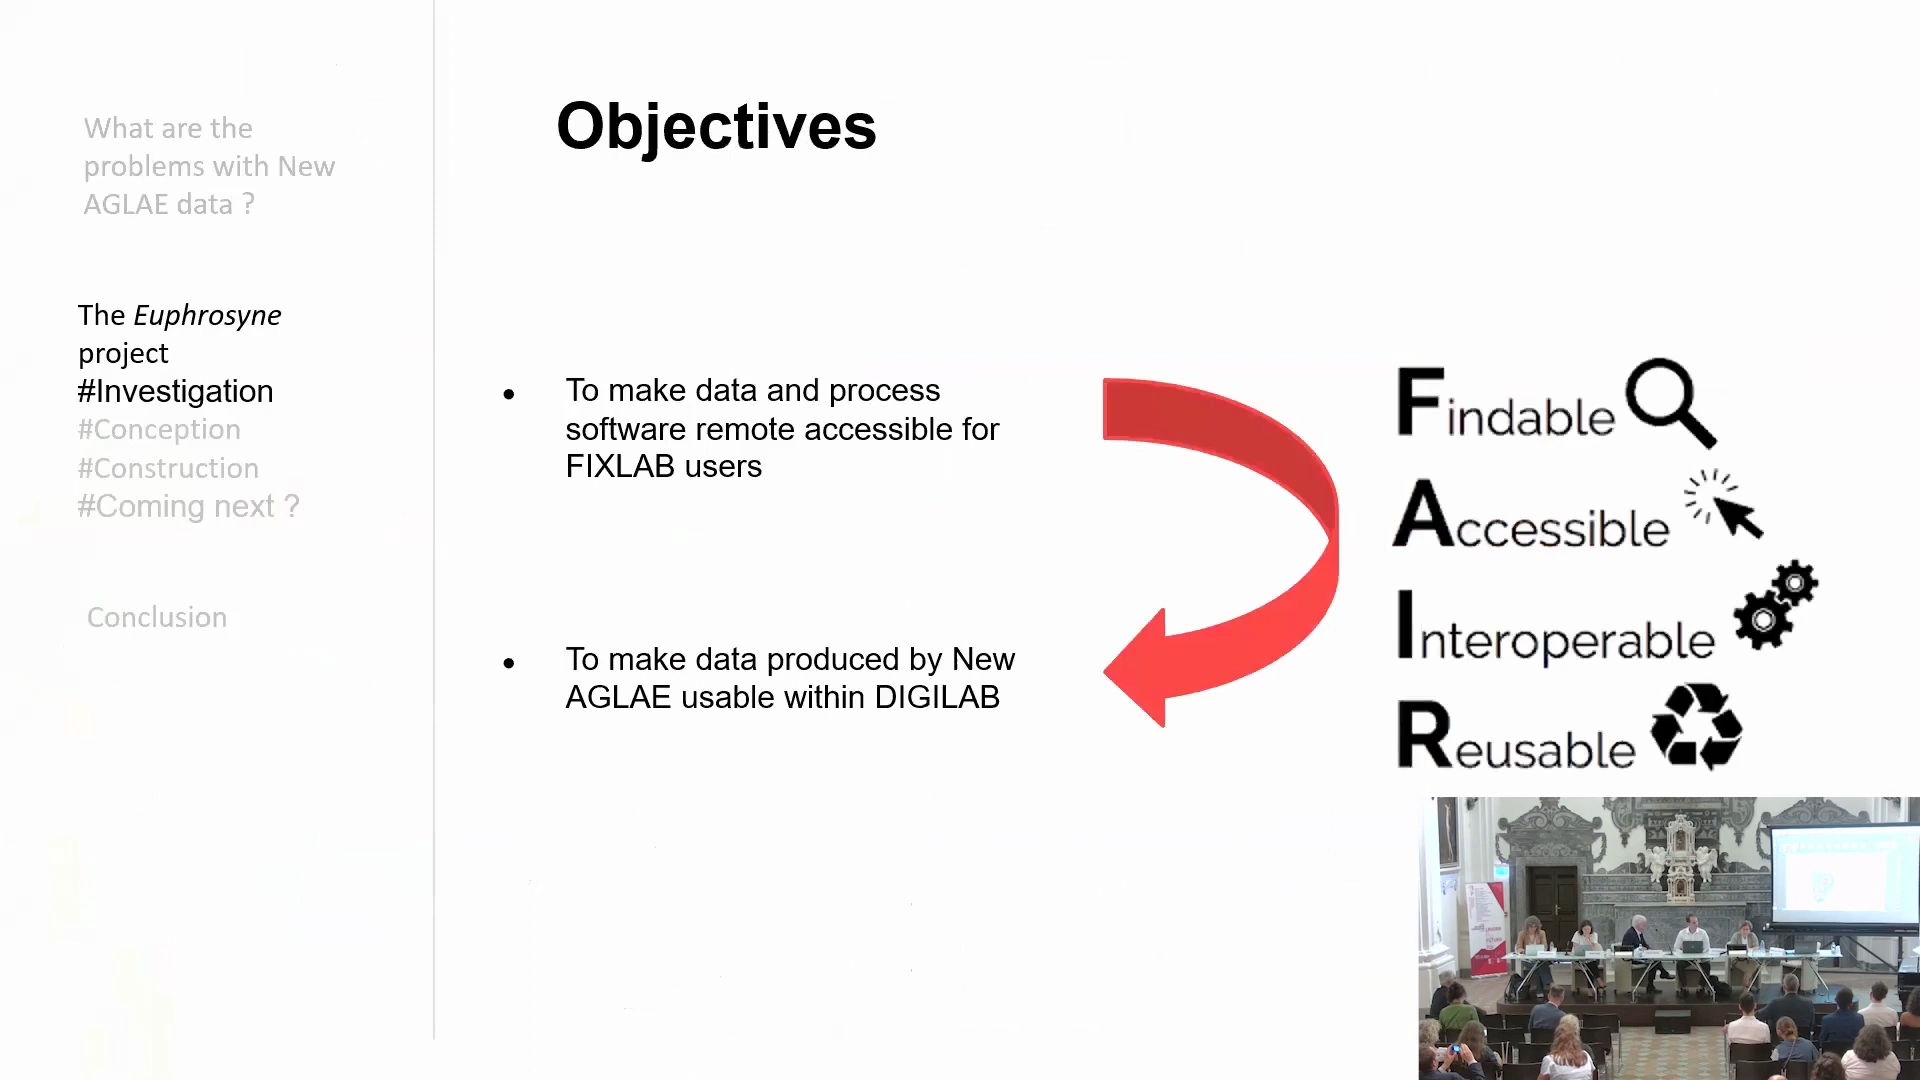 What are the
problems with New
AGLAE data ?
The Euphrosyne
project
#Investigation
#Conception
#Construction
#Coming next ?
Conclusion
Objectives
• To make data and process
software remote accessible for
FIXLAB users
• To make data produced by New
AGLAE usable within DIGILAB
Findable
Accessible
Interoperable
Reusable